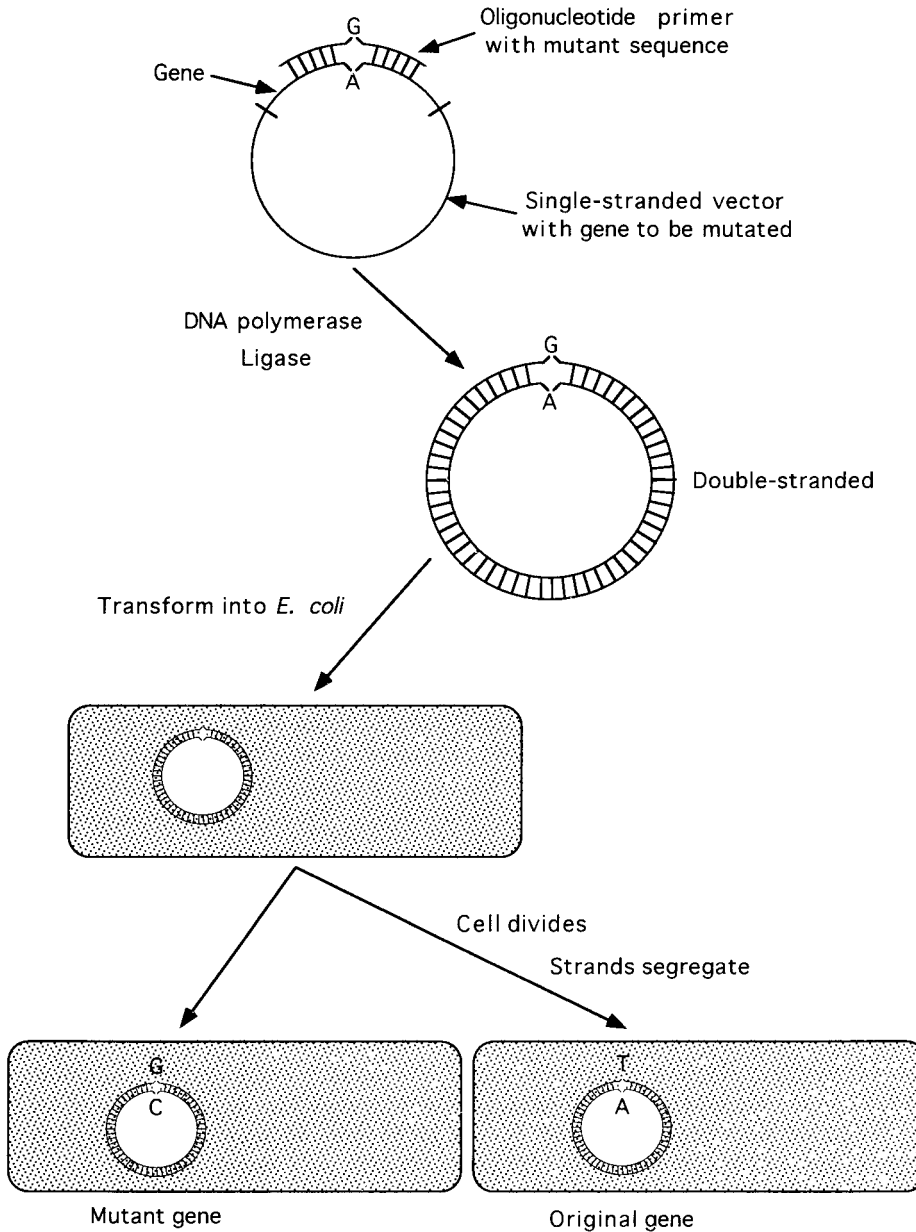 G
Oligonucleotide primer
with mutant sequence
Gene
A
Single-stranded vector
with gene to be mutated
DNA polymerase
Ligase
G
A
Double-stranded
Transform into E. coli
Cell divides
Strands segregate
G
C
T
A
Mutant gene
Original gene